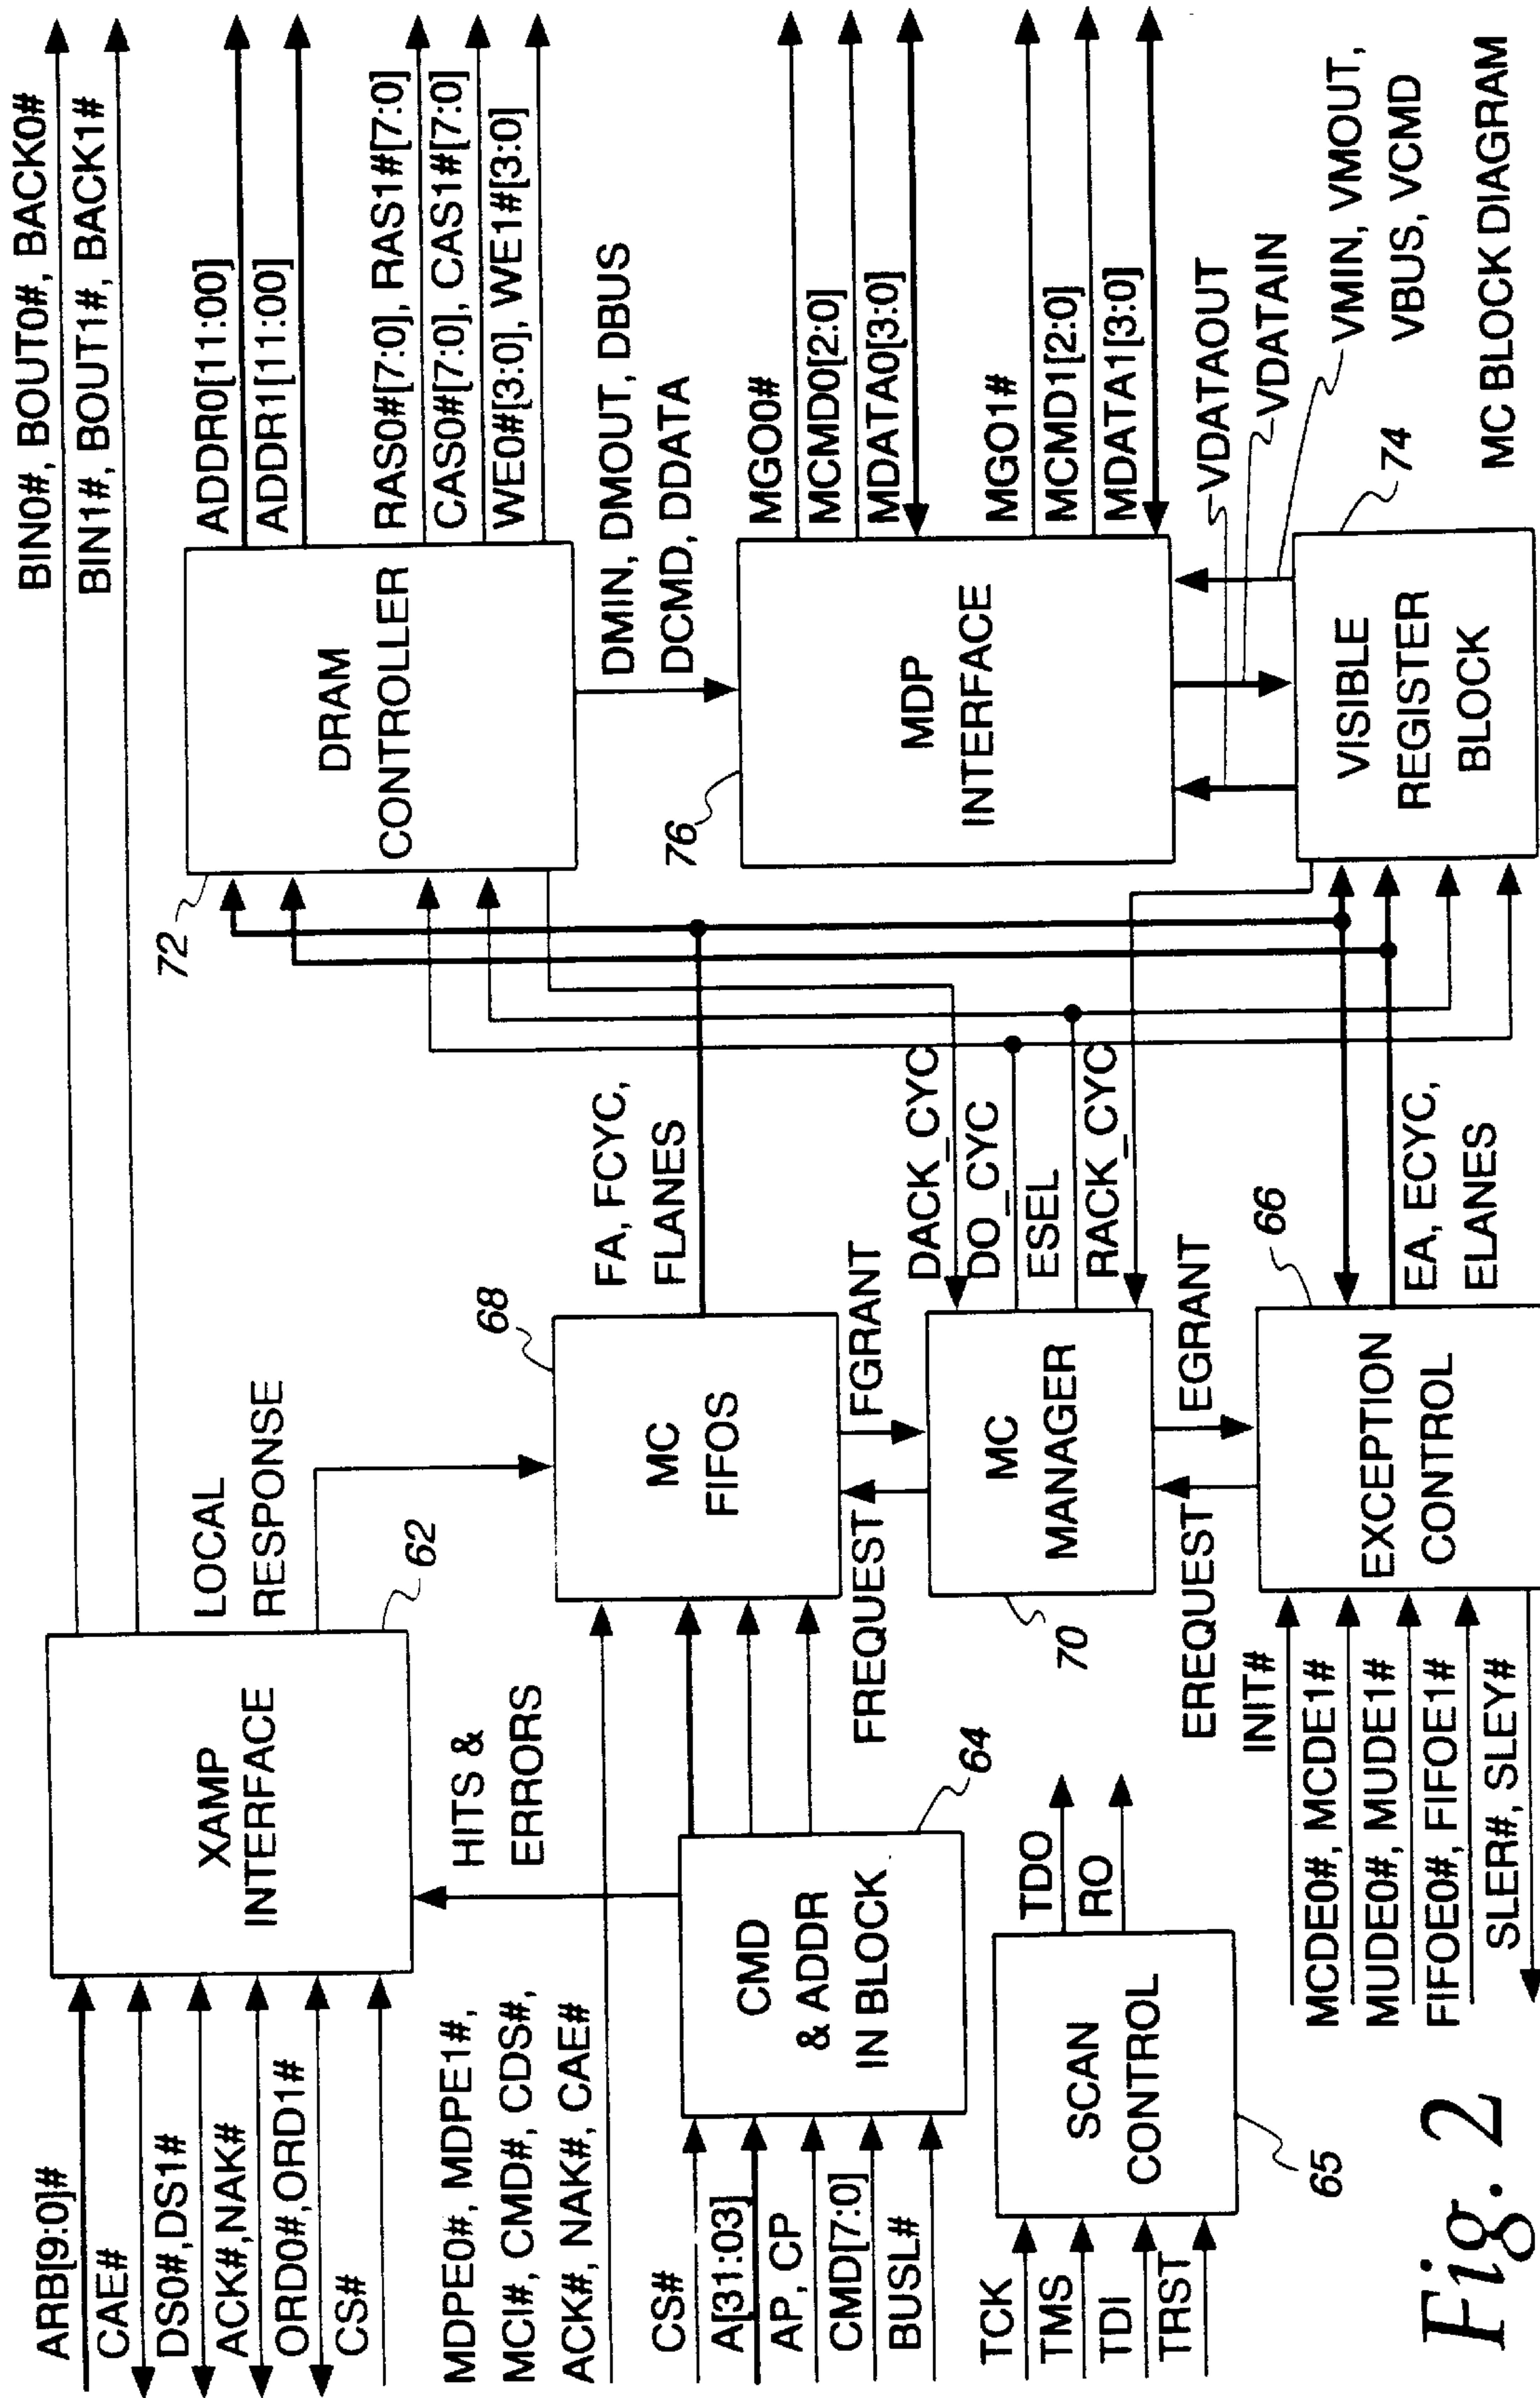 ARB[9:0]#
CAE#
DS0#,DS1#
ACK#,NAK#
ORD0#,ORD1#
CS#
XAMP
INTERFACE
62
BIN0#, BOUT0#, BACK0#
BIN1#, BOUT1#, BACK1#
LOCAL
RESPONSE
HITS &
ERRORS
MDPE0#, MDPE1#,
MCI#, CMD#, CDS#,
ACK#, NAK#, CAE#
CS#
A[31:03]
AP, CP
CMD[7:0]
BUSL#
CMD
& ADDR
IN BLOCK
64
TCK
TMS
TDI
TRST
SCAN
CONTROL
65
TDO
RO
MC
FIFOS
68
FA, FCYC,
FLANES
FREQUEST
FGRANT
MC
MANAGER
70
DACK_CYC
DO_CYC
ESEL
RACK_CYC
EREQUEST
EGRANT
INIT#
MCDE0#, MCDE1#
MUDE0#, MUDE1#
FIFOE0#, FIFOE1#
SLER#, SLEY#
EXCEPTION
CONTROL
66
EA, ECYC,
ELANES
72
DRAM
CONTROLLER
ADDR0[11:00]
ADDR1[11:00]
RAS0#[7:0], RAS1#[7:0]
CAS0#[7:0], CAS1#[7:0]
WE0#[3:0], WE1#[3:0]
DMIN, DMOUT, DBUS
DCMD, DDATA
76
MDP
INTERFACE
MGO0#
MCMD0[2:0]
MDATA0[3:0]
MGO1#
MCMD1[2:0]
MDATA1[3:0]
VDATAOUT
VDATAIN
VMIN, VMOUT,
VBUS, VCMD
VISIBLE
REGISTER
BLOCK
74
MC BLOCK DIAGRAM
Fig. 2